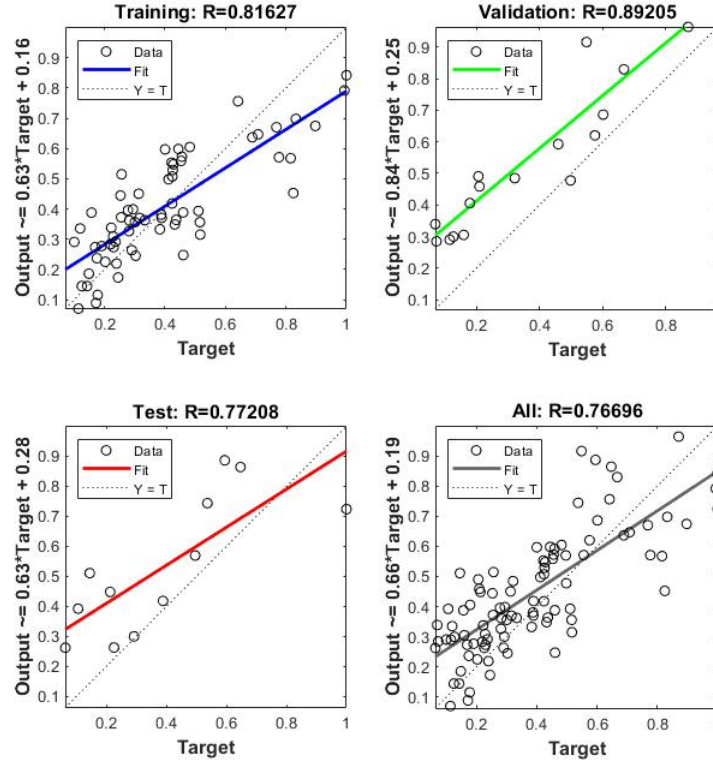 Training: R=0.81627
Output ~= 0.63*Target + 0.16
1
0.9
0.8
0.7
0.6
0.5
0.4
0.3
0.2
0.1
Data
Fit
Y = T
0.2 0.4 0.6 0.8 1
Target
Validation: R=0.89205
Output ~= 0.84*Target + 0.25
0.9
0.8
0.7
0.6
0.5
0.4
0.3
0.2
0.1
Data
Fit
Y = T
0.2 0.4 0.6 0.8
Target
Test: R=0.77208
Output ~= 0.63*Target + 0.28
0.9
0.8
0.7
0.6
0.5
0.4
0.3
0.2
0.1
Data
Fit
Y = T
0.2 0.4 0.6 0.8 1
Target
All: R=0.76696
Output ~= 0.66*Target + 0.19
0.9
0.8
0.7
0.6
0.5
0.4
0.3
0.2
0.1
Data
Fit
Y = T
0.2 0.4 0.6 0.8
Target